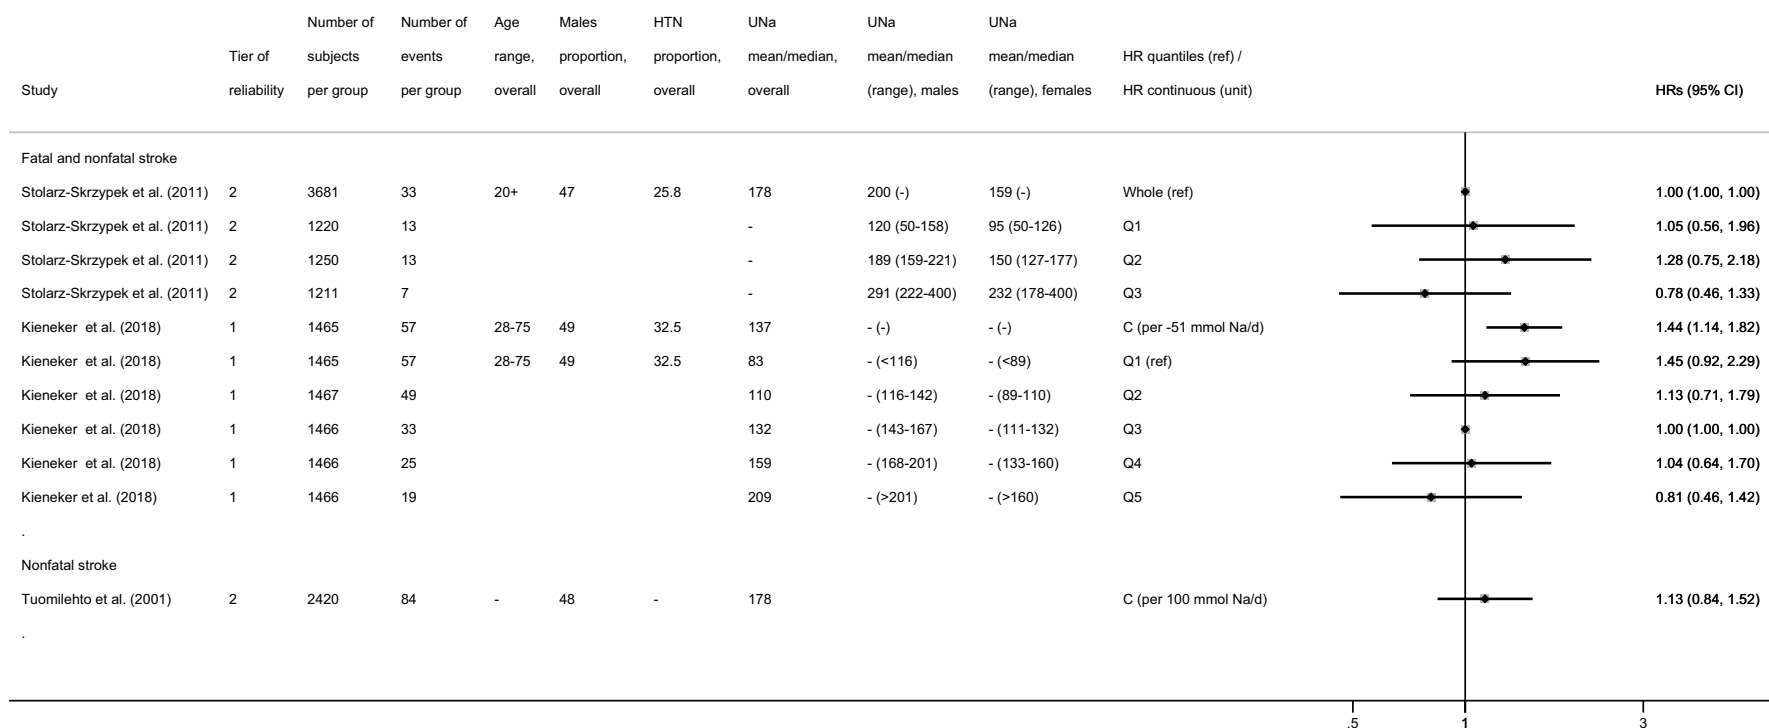 Number of Number of Age Males HTN UNa UNa UNa
Tier of subjects events range, proportion, proportion, mean/median, mean/median mean/median HR quantiles (ref) /
Study reliability per group per group overall overall overall overall (range), males (range), females HR continuous (unit) HRs (95% CI)
Fatal and nonfatal stroke
Stolarz-Skrzypek et al. (2011) 2 3681 33 20+ 47 25.8 178 200 (-) 159 (-) Whole (ref) 1.00 (1.00, 1.00)
Stolarz-Skrzypek et al. (2011) 2 1220 13 - 120 (50-158) 95 (50-126) Q1 1.05 (0.56, 1.96)
Stolarz-Skrzypek et al. (2011) 2 1250 13 - 189 (159-221) 150 (127-177) Q2 1.28 (0.75, 2.18)
Stolarz-Skrzypek et al. (2011) 2 1211 7 - 291 (222-400) 232 (178-400) Q3 0.78 (0.46, 1.33)
Kieneker et al. (2018) 1 1465 57 28-75 49 32.5 137 - (-) - (-) C (per -51 mmol Na/d) 1.44 (1.14, 1.82)
Kieneker et al. (2018) 1 1465 57 28-75 49 32.5 83 - (<116) - (<89) Q1 (ref) 1.45 (0.92, 2.29)
Kieneker et al. (2018) 1 1467 49 110 - (116-142) - (89-110) Q2 1.13 (0.71, 1.79)
Kieneker et al. (2018) 1 1466 33 132 - (143-167) - (111-132) Q3 1.00 (1.00, 1.00)
Kieneker et al. (2018) 1 1466 25 159 - (168-201) - (133-160) Q4 1.04 (0.64, 1.70)
Kieneker et al. (2018) 1 1466 19 209 - (>201) - (>160) Q5 0.81 (0.46, 1.42)
.
Nonfatal stroke
Tuomilehto et al. (2001) 2 2420 84 - 48 - 178 C (per 100 mmol Na/d) 1.13 (0.84, 1.52)
.
.5 1 3